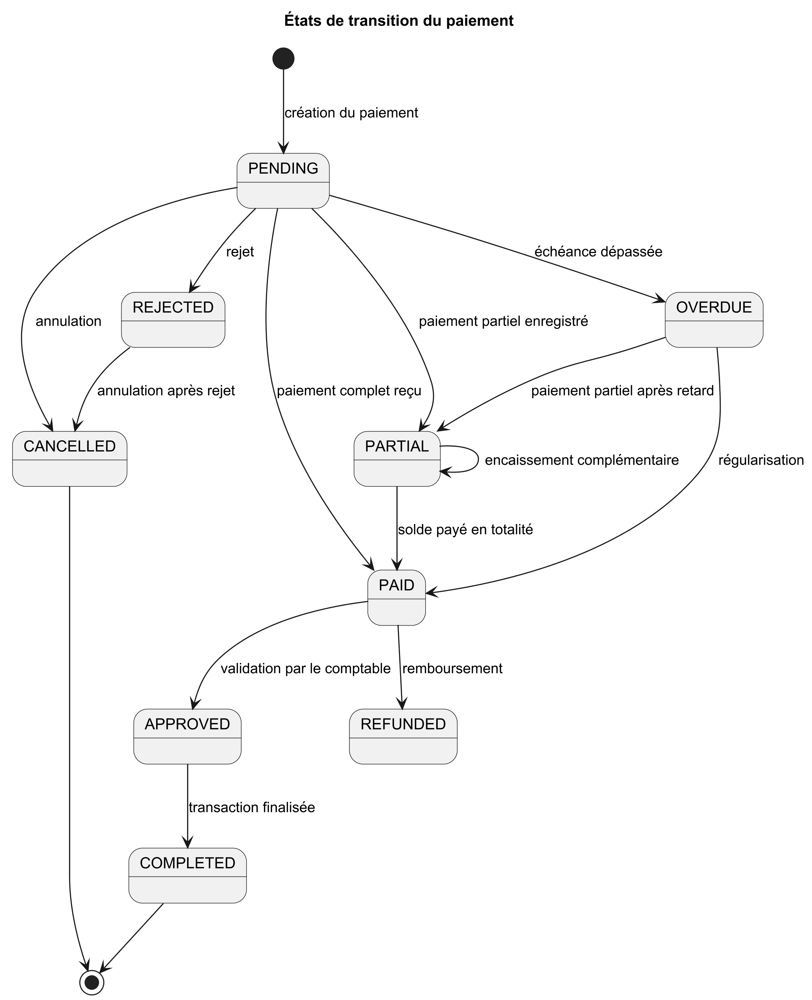 États de transition du paiement
création du paiement
PENDING
rejet
échéance dépassée
REJECTED
OVERDUE
annulation
paiement partiel enregistré
annulation après rejet
paiement complet reçu
paiement partiel après retard
CANCELLED
PARTIAL
encaissement complémentaire
régularisation
solde payé en totalité
PAID
validation par le comptable
remboursement
APPROVED
REFUNDED
transaction finalisée
COMPLETED